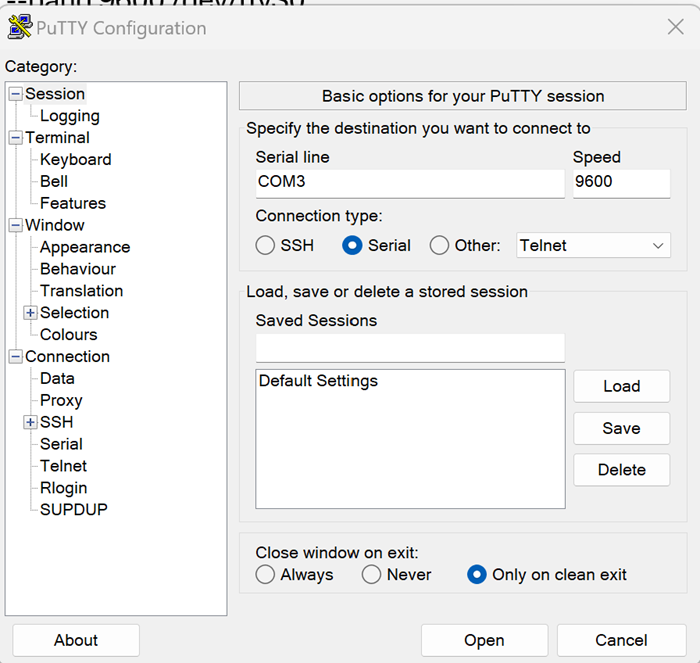 PuTTY Configuration
Category:
Session
Logging
Terminal
Keyboard
Bell
Features
Window
Appearance
Behaviour
Translation
Selection
Colours
Connection
Data
Proxy
SSH
Serial
Telnet
Rlogin
SUPDUP
Basic options for your PuTTY session
Specify the destination you want to connect to
Serial line Speed
COM3 9600
Connection type:
SSH Serial Other: Telnet
Load, save or delete a stored session
Saved Sessions
Default Settings
Load
Save
Delete
Close window on exit:
Always Never Only on clean exit
About Open Cancel